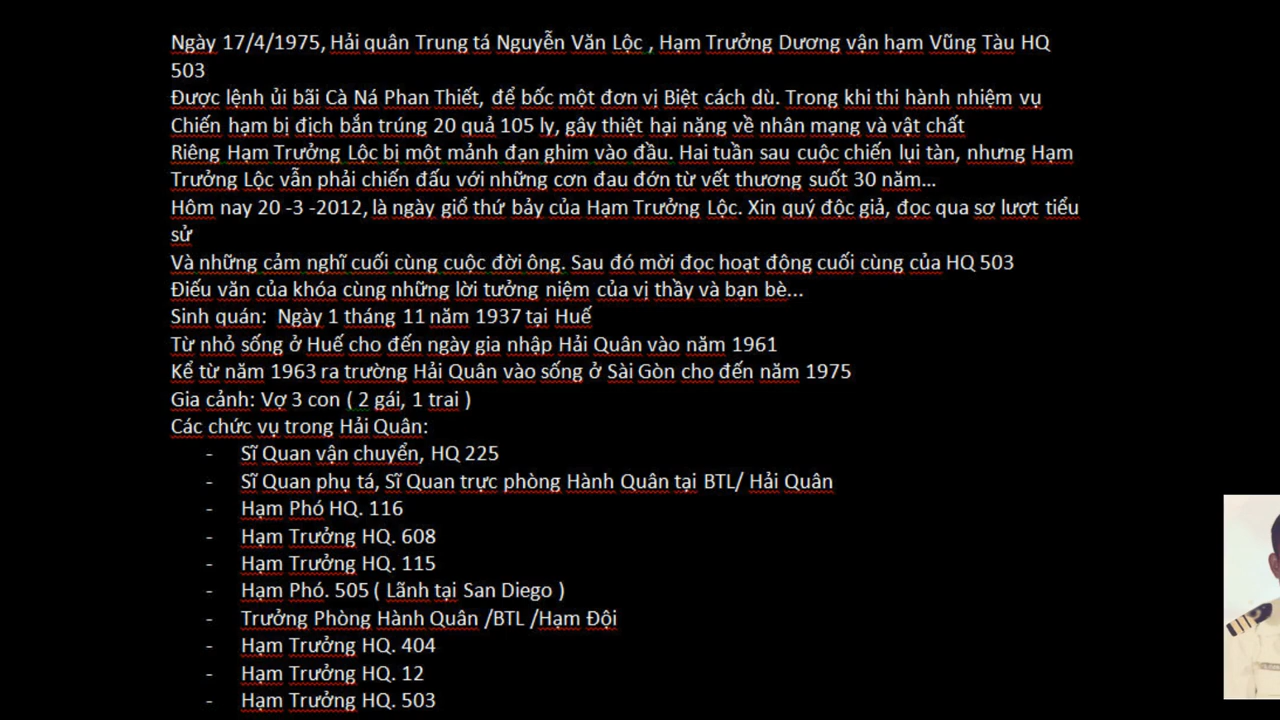 Ngày 17/4/1975, Hải quân Trung tá Nguyễn Văn Lộc , Hạm Trưởng Dương vận hạm Vũng Tàu HQ
503
Được lệnh ủi bãi Cà Ná Phan Thiết, để bốc một đơn vị Biệt cách dù. Trong khi thi hành nhiệm vụ
Chiến hạm bị địch bắn trúng 20 quả 105 ly, gây thiệt hại nặng về nhân mạng và vật chất
Riêng Hạm Trưởng Lộc bị một mảnh đạn ghim vào đầu. Hai tuần sau cuộc chiến lụi tàn, nhưng Hạm
Trưởng Lộc vẫn phải chiến đấu với những cơn đau đớn từ vết thương suốt 30 năm...
Hôm nay 20 -3 -2012, là ngày giổ thứ bảy của Hạm Trưởng Lộc. Xin quý độc giả, đọc qua sơ lượt tiểu
sử
Và những cảm nghĩ cuối cùng cuộc đời ông. Sau đó mời đọc hoạt động cuối cùng của HQ 503
Điếu văn của khóa cùng những lời tưởng niệm của vị thầy và bạn bè...
Sinh quán:  Ngày 1 tháng 11 năm 1937 tại Huế
Từ nhỏ sống ở Huế cho đến ngày gia nhập Hải Quân vào năm 1961
Kể từ năm 1963 ra trường Hải Quân vào sống ở Sài Gòn cho đến năm 1975
Gia cảnh: Vợ 3 con ( 2 gái, 1 trai )
Các chức vụ trong Hải Quân:
- Sĩ Quan vận chuyển, HQ 225
- Sĩ Quan phụ tá, Sĩ Quan trực phòng Hành Quân tại BTL/ Hải Quân
- Hạm Phó HQ. 116
- Hạm Trưởng HQ. 608
- Hạm Trưởng HQ. 115
- Hạm Phó. 505 ( Lãnh tại San Diego )
- Trưởng Phòng Hành Quân /BTL /Hạm Đội
- Hạm Trưởng HQ. 404
- Hạm Trưởng HQ. 12
- Hạm Trưởng HQ. 503